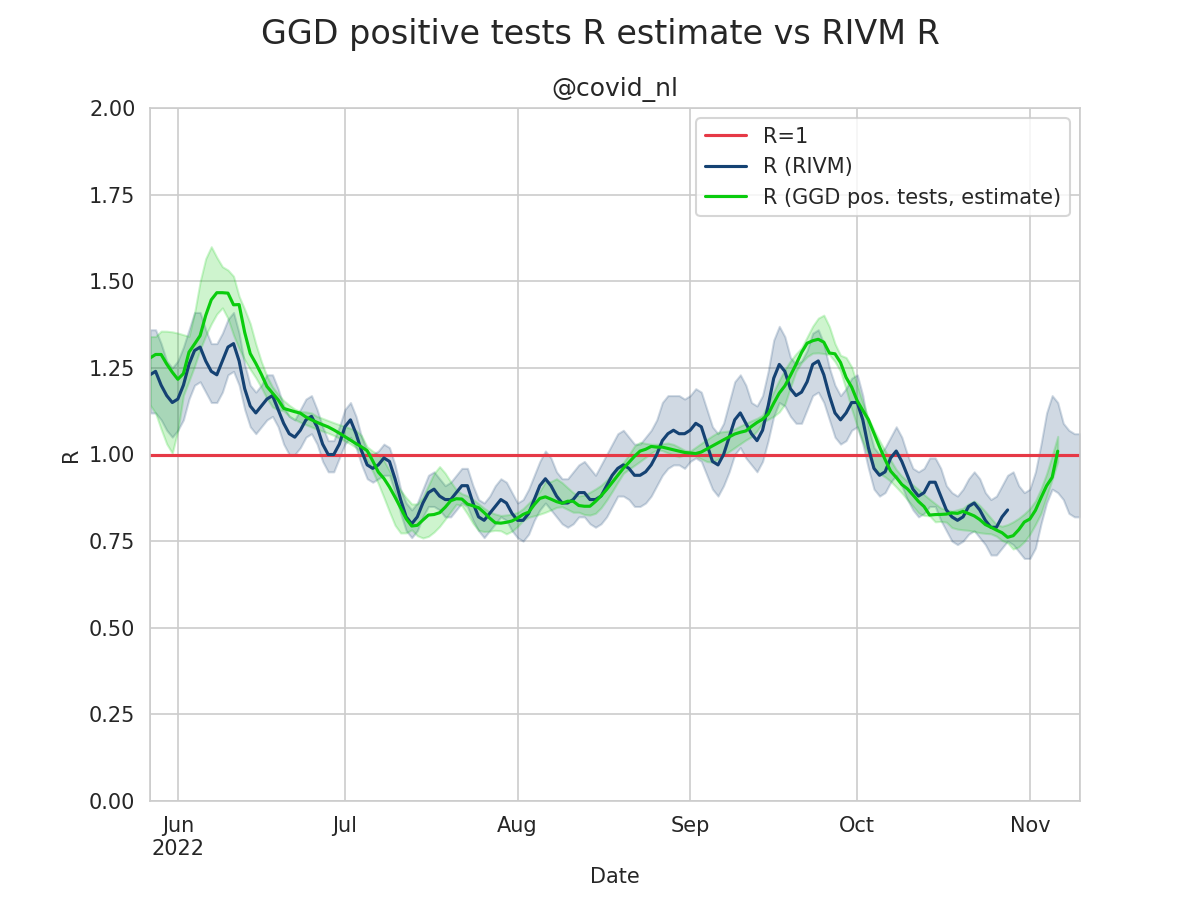 GGD positive tests R estimate vs RIVM R
@covid_nl
2.00
1.75
1.50
1.25
1.00
0.75
0.50
0.25
0.00
R
R=1
R (RIVM)
R (GGD pos. tests, estimate)
Jun Jul Aug Sep Oct Nov
2022
Date